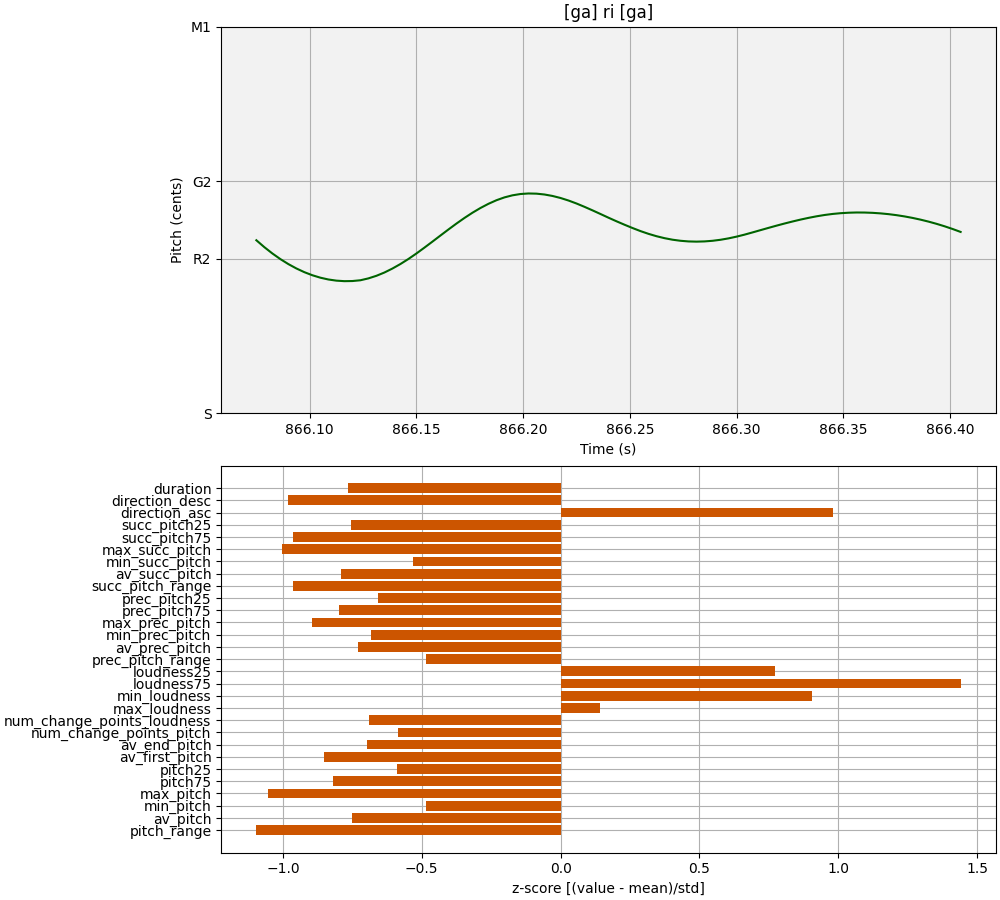 [ga] ri [ga]
M1
G2
R2
S
Pitch (cents)
866.10 866.15 866.20 866.25 866.30 866.35 866.40
Time (s)
duration
direction_desc
direction_asc
succ_pitch25
succ_pitch75
max_succ_pitch
min_succ_pitch
av_succ_pitch
succ_pitch_range
prec_pitch25
prec_pitch75
max_prec_pitch
min_prec_pitch
av_prec_pitch
prec_pitch_range
loudness25
loudness75
min_loudness
max_loudness
num_change_points_loudness
num_change_points_pitch
av_end_pitch
av_first_pitch
pitch25
pitch75
max_pitch
min_pitch
av_pitch
pitch_range
−1.0 −0.5 0.0 0.5 1.0 1.5
z-score [(value - mean)/std]